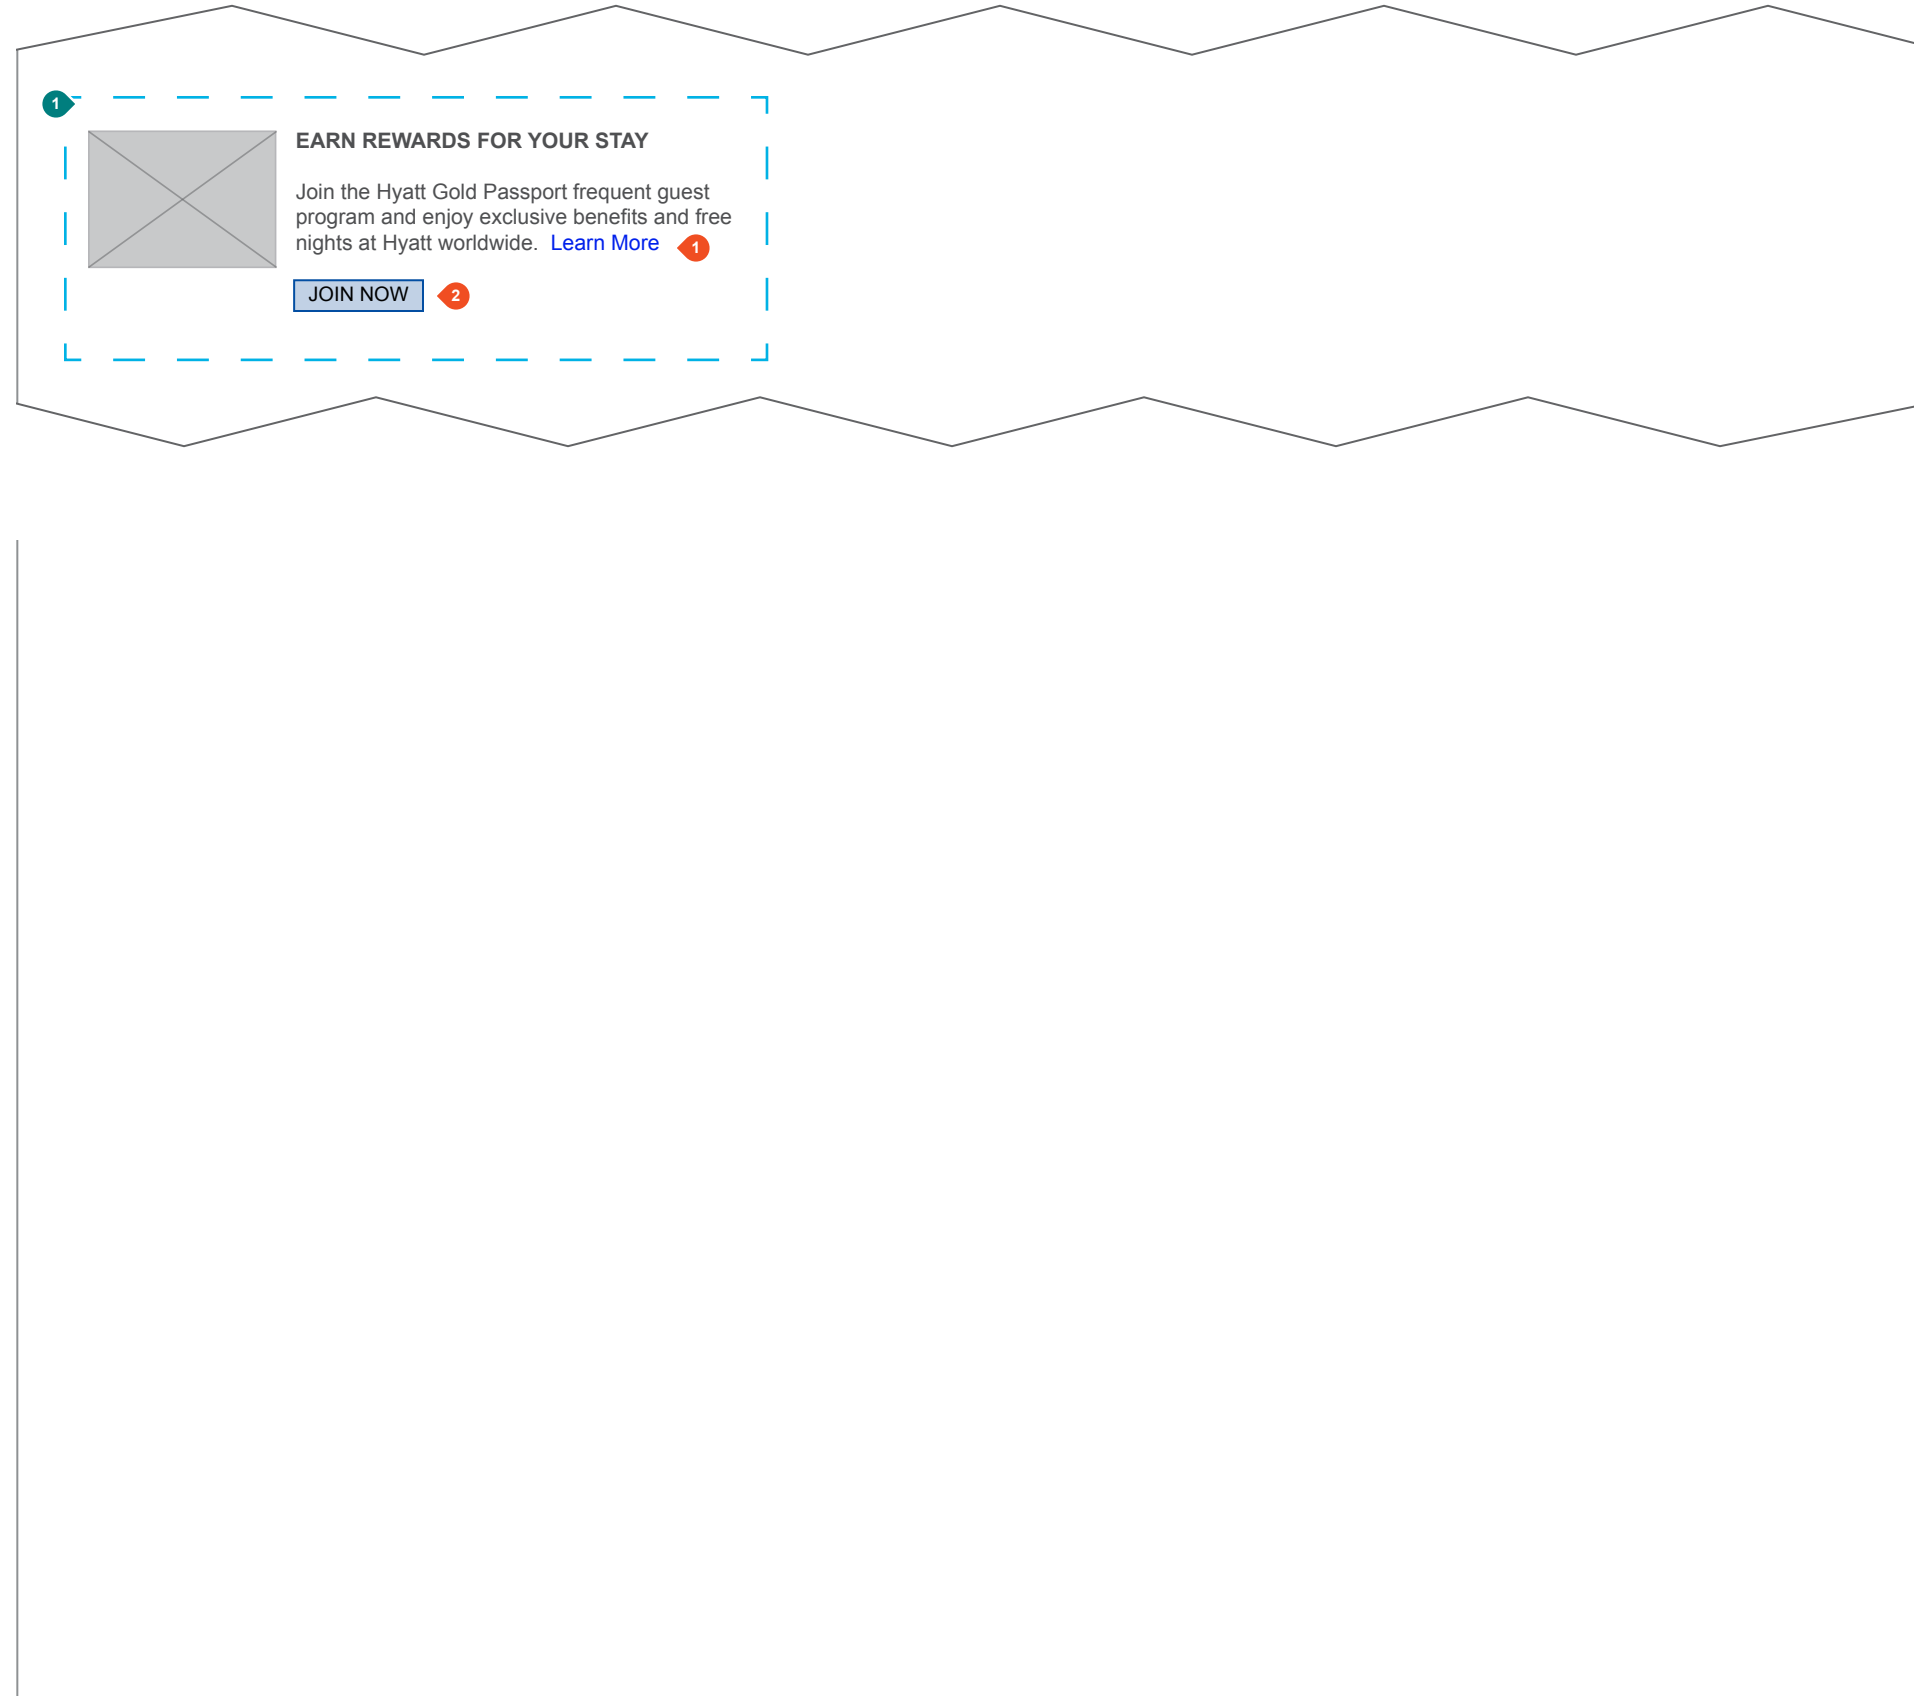 1
EARN REWARDS FOR YOUR STAY
Join the Hyatt Gold Passport frequent guest
program and enjoy exclusive benefits and free
nights at Hyatt worldwide. Learn More 1
JOIN NOW 2